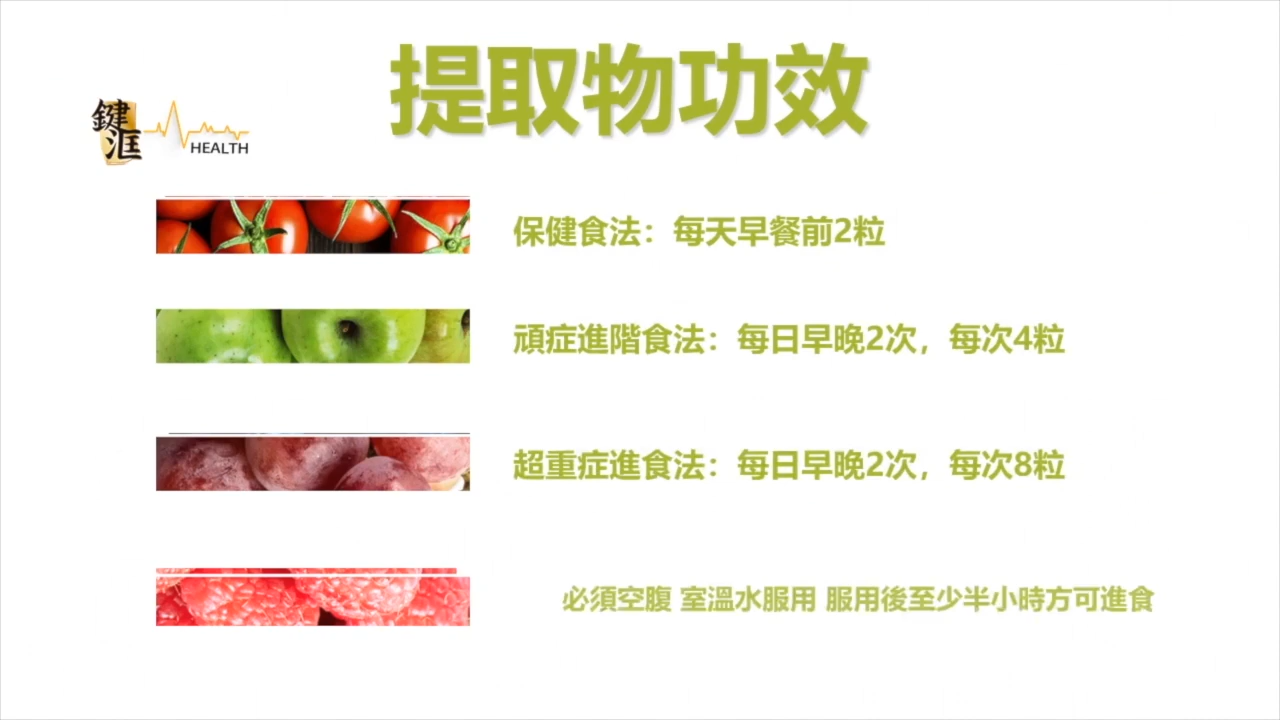 提取物功效
鍵滙
HEALTH
保健食法：每天早餐前2粒
頑症進階食法：每日早晚2次，每次4粒
超重症進食法：每日早晚2次，每次8粒
必須空腹 室溫水服用 服用後至少半小時方可進食